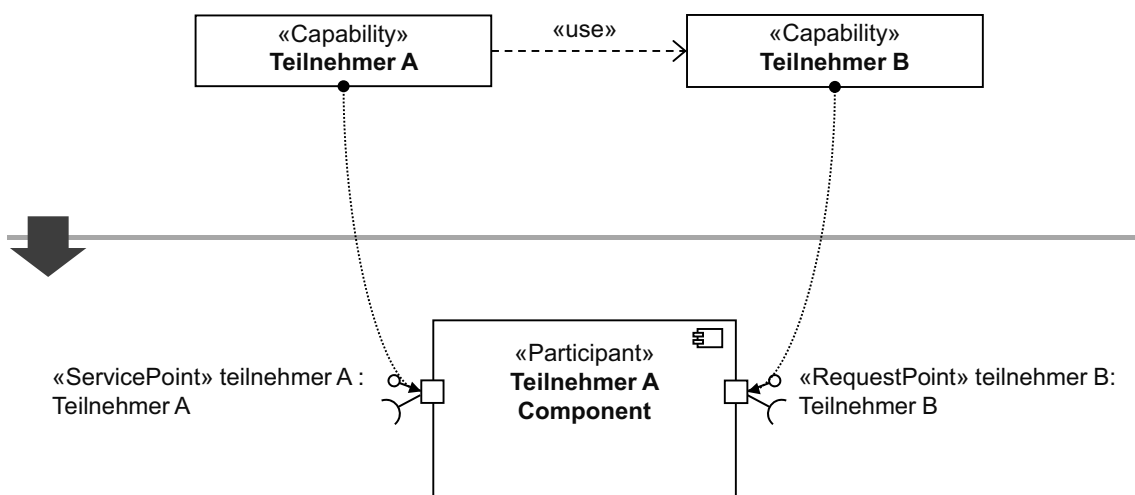 «Capability»
Teilnehmer A
«use»
«Capability»
Teilnehmer B
«ServicePoint» teilnehmer A :
Teilnehmer A
«Participant»
Teilnehmer A
Component
«RequestPoint» teilnehmer B:
Teilnehmer B